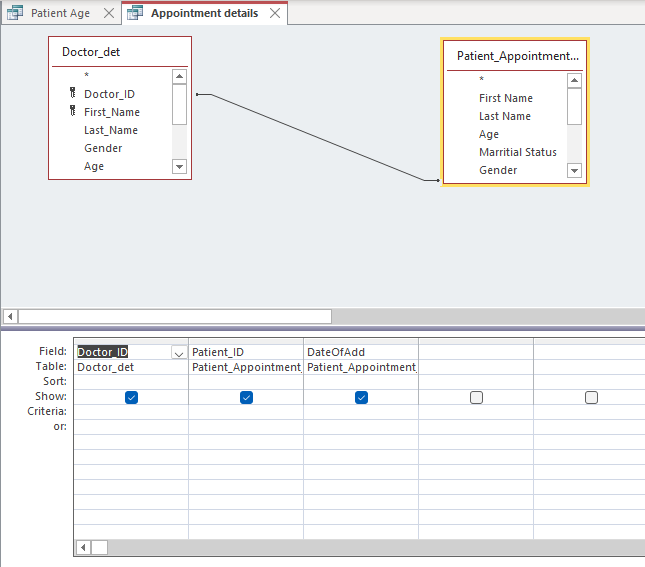 Patient Age
Appointment details
Doctor_det
*
Doctor_ID
First_Name
Last_Name
Gender
Age
Patient_Appointment...
*
First Name
Last Name
Age
Marritial Status
Gender
Field: Doctor_ID Patient_ID DateOfAdd
Table: Doctor_det Patient_Appointment_ Patient_Appointment_
Sort:
Show:
Criteria:
or: